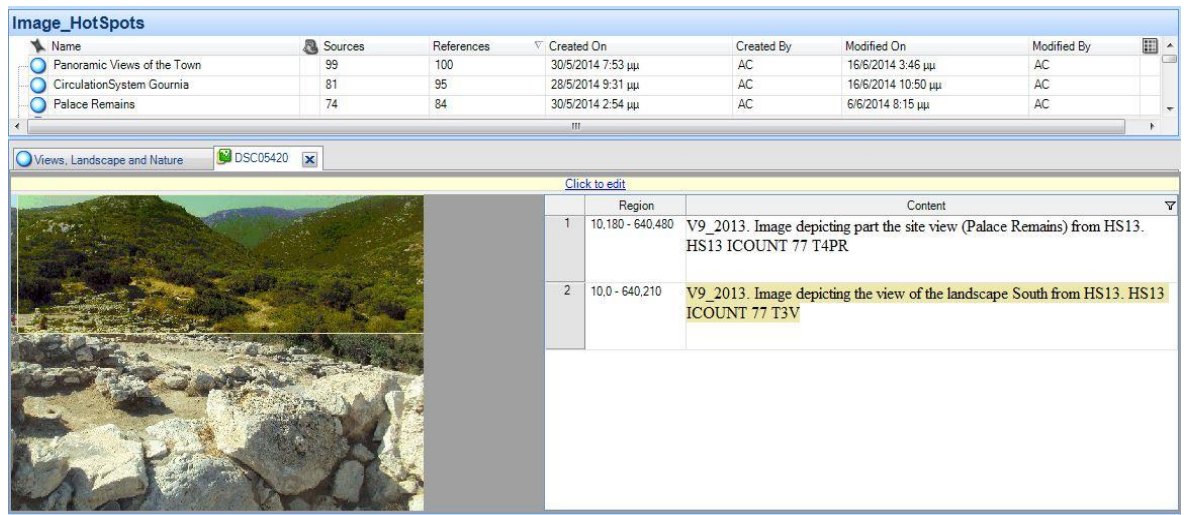 Image_HotSpots
Name Sources References Created On Created By Modified On Modified By
Panoramic Views of the Town 99 100 30/5/2014 7:53 μμ AC 16/6/2014 3:46 μμ AC
CirculationSystem Gournia 81 95 28/5/2014 9:31 μμ AC 16/6/2014 10:50 μμ AC
Palace Remains 74 84 30/5/2014 2:54 μμ AC 6/6/2014 8:15 μμ AC
Views, Landscape and Nature DSC05420
Click to edit
Region Content
1 10,180 - 640,480 V9_2013. Image depicting part the site view (Palace Remains) from HS13.
HS13 ICOUNT 77 T4PR
2 10,0 - 640,210 V9_2013. Image depicting the view of the landscape South from HS13. HS13
ICOUNT 77 T3V